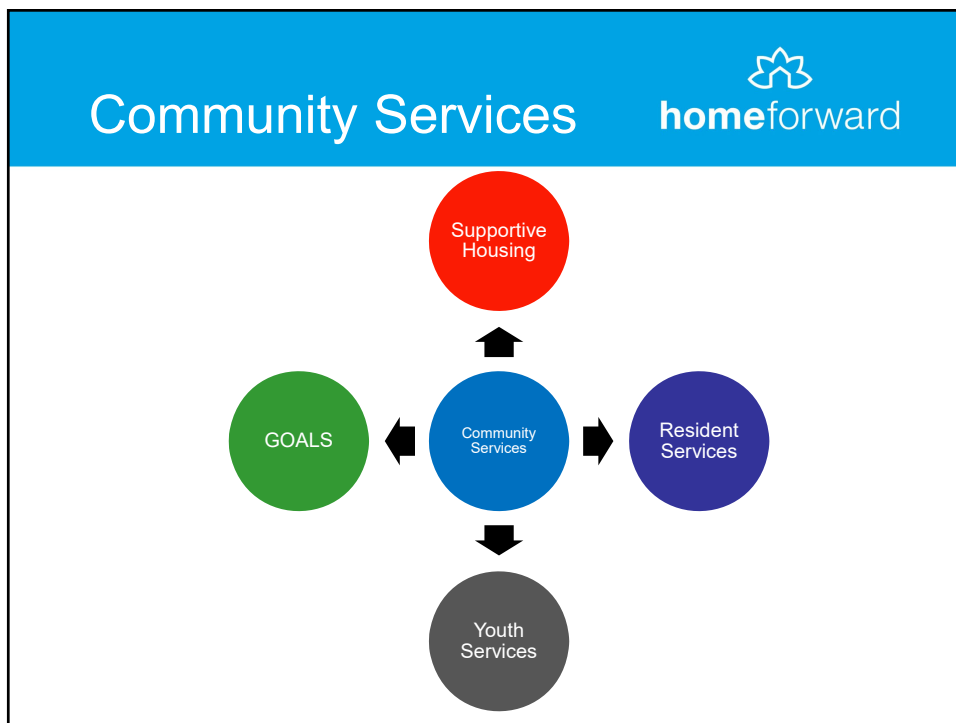 Community Services
homeforward
Supportive
Housing
GOALS
Community
Services
Resident
Services
Youth
Services